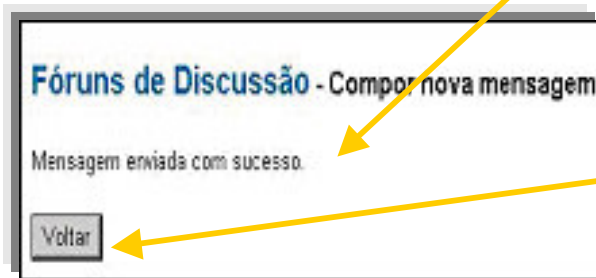 Fóruns de Discussão - Compor nova mensagem
Mensagem enviada com sucesso.
Voltar